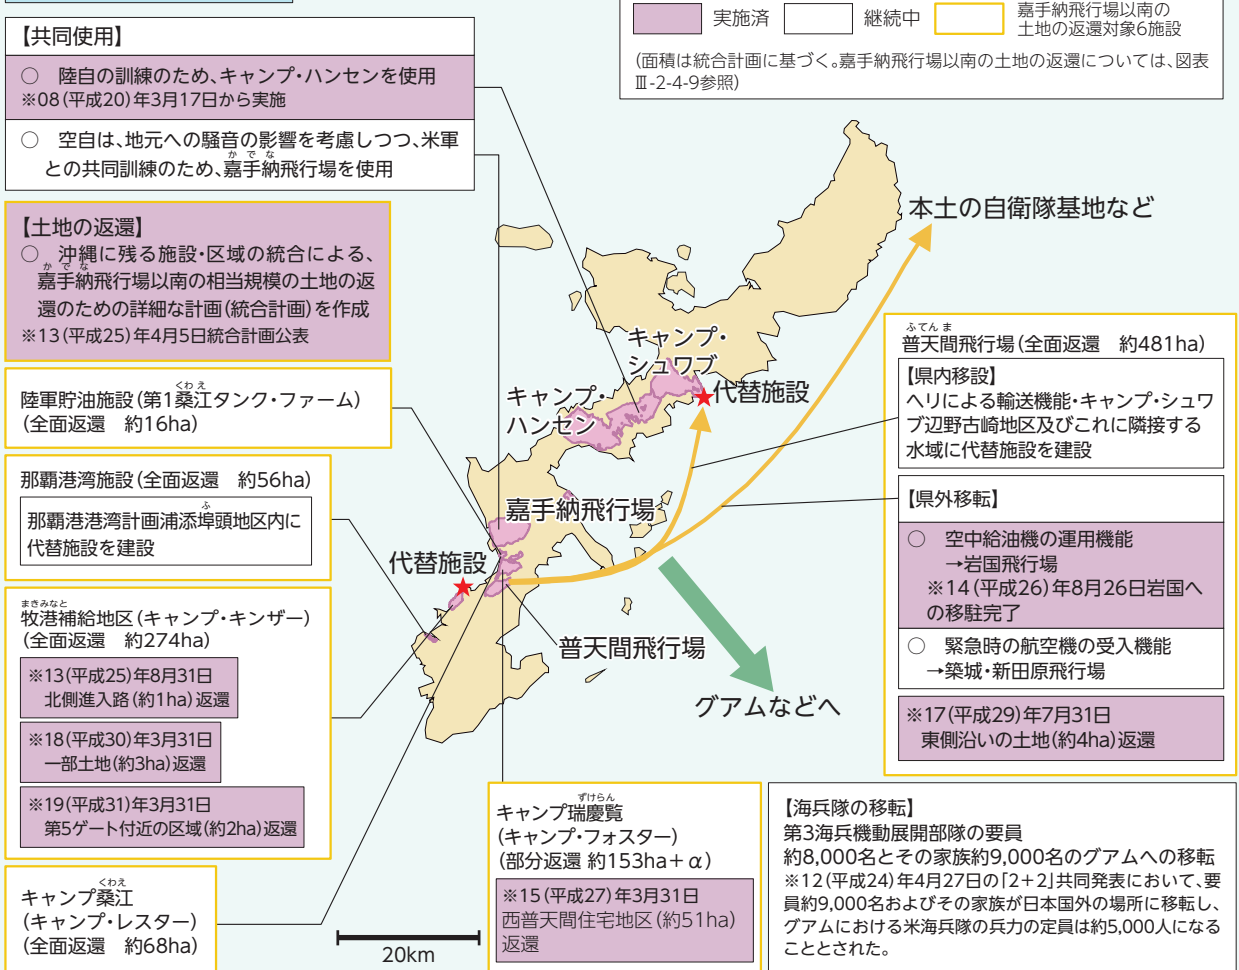 実施済
継続中
嘉手納飛行場以南の
土地の返還対象6施設
(面積は統合計画に基づく。嘉手納飛行場以南の土地の返還については、図表
Ⅲ-2-4-9参照)
【共同使用】
○ 陸自の訓練のため、キャンプ・ハンセンを使用
※08(平成20)年3月17日から実施
○ 空自は、地元への騒音の影響を考慮しつつ、米軍
との共同訓練のため、嘉手納飛行場を使用
かでな
【土地の返還】
○ 沖縄に残る施設・区域の統合による、
かでな
嘉手納飛行場以南の相当規模の土地の返
還のための詳細な計画(統合計画)を作成
※13(平成25)年4月5日統合計画公表
くわえ
陸軍貯油施設(第1桑江タンク・ファーム)
(全面返還 約16ha)
那覇港湾施設(全面返還 約56ha)
ふ
那覇港港湾計画浦添埠頭地区内に
代替施設を建設
まきみなと
牧港補給地区(キャンプ・キンザー)
(全面返還 約274ha)
※13(平成25)年8月31日
北側進入路(約1ha)返還
※18(平成30)年3月31日
一部土地(約3ha)返還
※19(平成31)年3月31日
第5ゲート付近の区域(約2ha)返還
くわえ
キャンプ桑江
(キャンプ・レスター)
(全面返還 約68ha)
本土の自衛隊基地など
キャンプ・
シュワブ
代替施設
キャンプ・
ハンセン
嘉手納飛行場
代替施設
普天間飛行場
グアムなどへ
20km
ふてんま
普天間飛行場(全面返還 約481ha)
【県内移設】
ヘリによる輸送機能・キャンプ・シュワ
ブ辺野古崎地区及びこれに隣接する
水域に代替施設を建設
【県外移転】
○ 空中給油機の運用機能
→岩国飛行場
※14(平成26)年8月26日岩国へ
の移駐完了
○ 緊急時の航空機の受入機能
→築城・新田原飛行場
※17(平成29)年7月31日
東側沿いの土地(約4ha)返還
ずけらん
キャンプ瑞慶覧
(キャンプ・フォスター)
(部分返還 約153ha+α)
※15(平成27)年3月31日
西普天間住宅地区(約51ha)
返還
【海兵隊の移転】
第3海兵機動展開部隊の要員
約8,000名とその家族約9,000名のグアムへの移転
※12(平成24)年4月27日の「2+2」共同発表において、要
員約9,000名およびその家族が日本国外の場所に移転し、
グアムにおける米海兵隊の兵力の定員は約5,000人になる
こととされた。